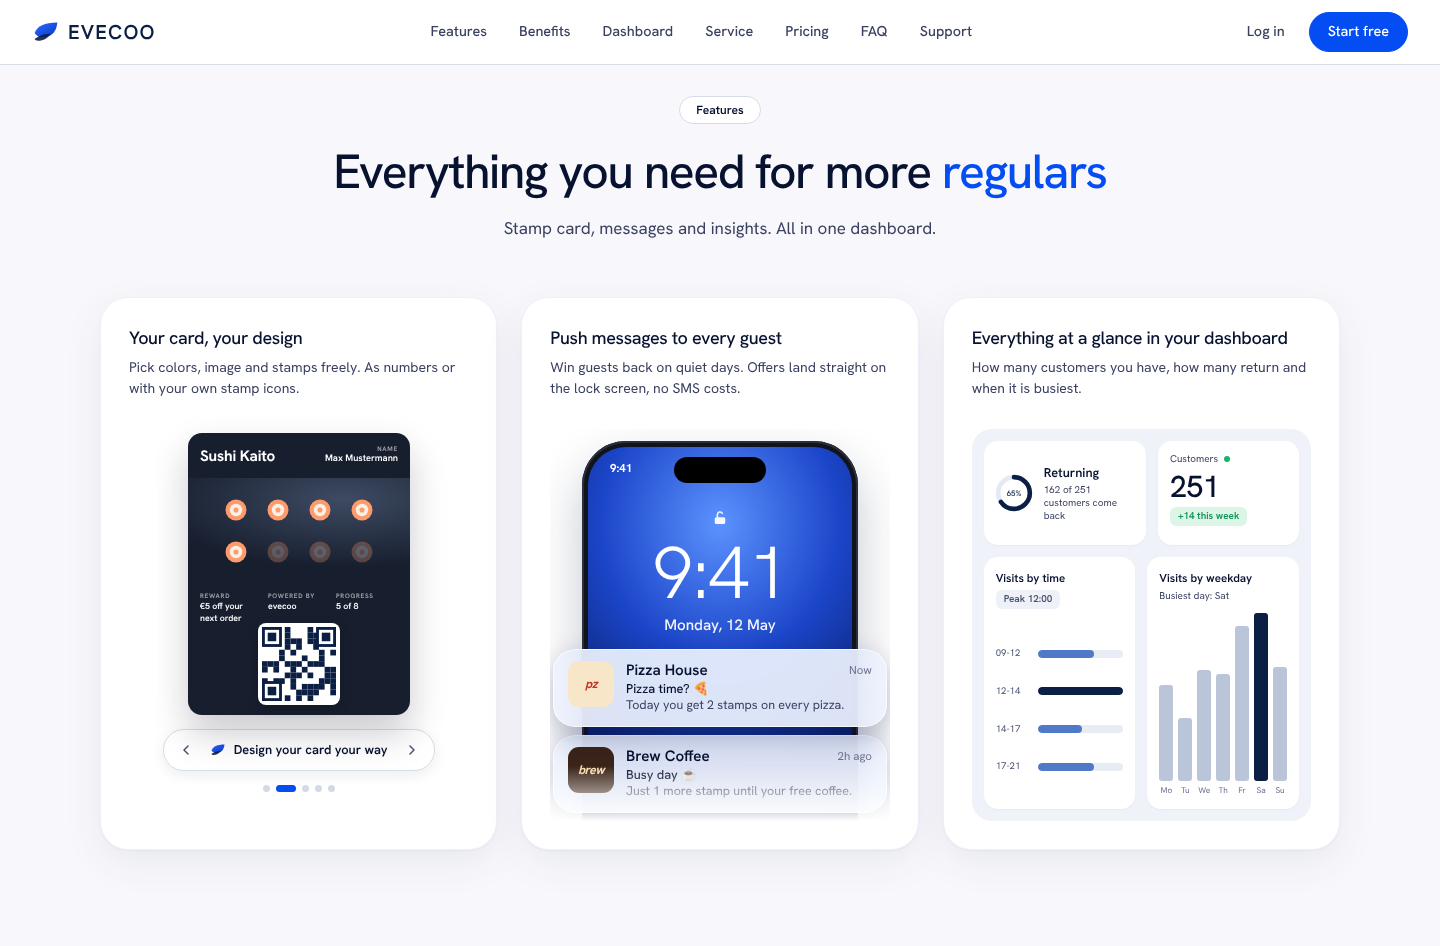 EVECOO
Features
Benefits
Dashboard
Service
Pricing
FAQ
Support
Log in
Start free
Features
Everything you need for more regulars
Stamp card, messages and insights. All in one dashboard.
Your card, your design
Pick colors, image and stamps freely. As numbers or
with your own stamp icons.
Sushi Kaito
NAME
Max Mustermann
REWARD
€5 off your
next order
POWERED BY
evecoo
PROGRESS
5 of 8
Design your card your way
Push messages to every guest
Win guests back on quiet days. Offers land straight on
the lock screen, no SMS costs.
9:41
9:41
Monday, 12 May
pz
Pizza House
Now
Pizza time? 🍕
Today you get 2 stamps on every pizza.
brew
Brew Coffee
2h ago
Busy day ☕
Just 1 more stamp until your free coffee.
Everything at a glance in your dashboard
How many customers you have, how many return and
when it is busiest.
65%
Returning
162 of 251
customers come
back
Customers
251
+14 this week
Visits by time
Peak 12:00
09-12
12-14
14-17
17-21
Visits by weekday
Busiest day: Sat
Mo Tu We Th Fr Sa Su